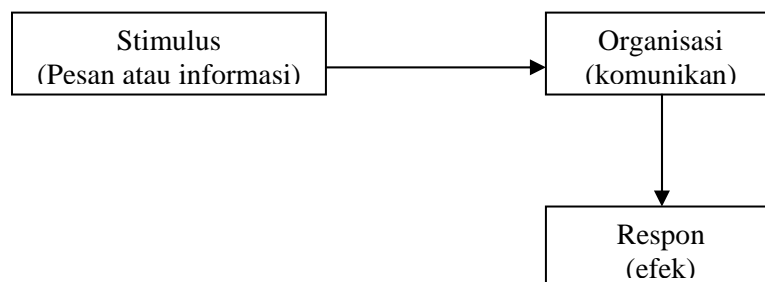 Stimulus
(Pesan atau informasi)
Organisasi
(komunikan)
Respon
(efek)